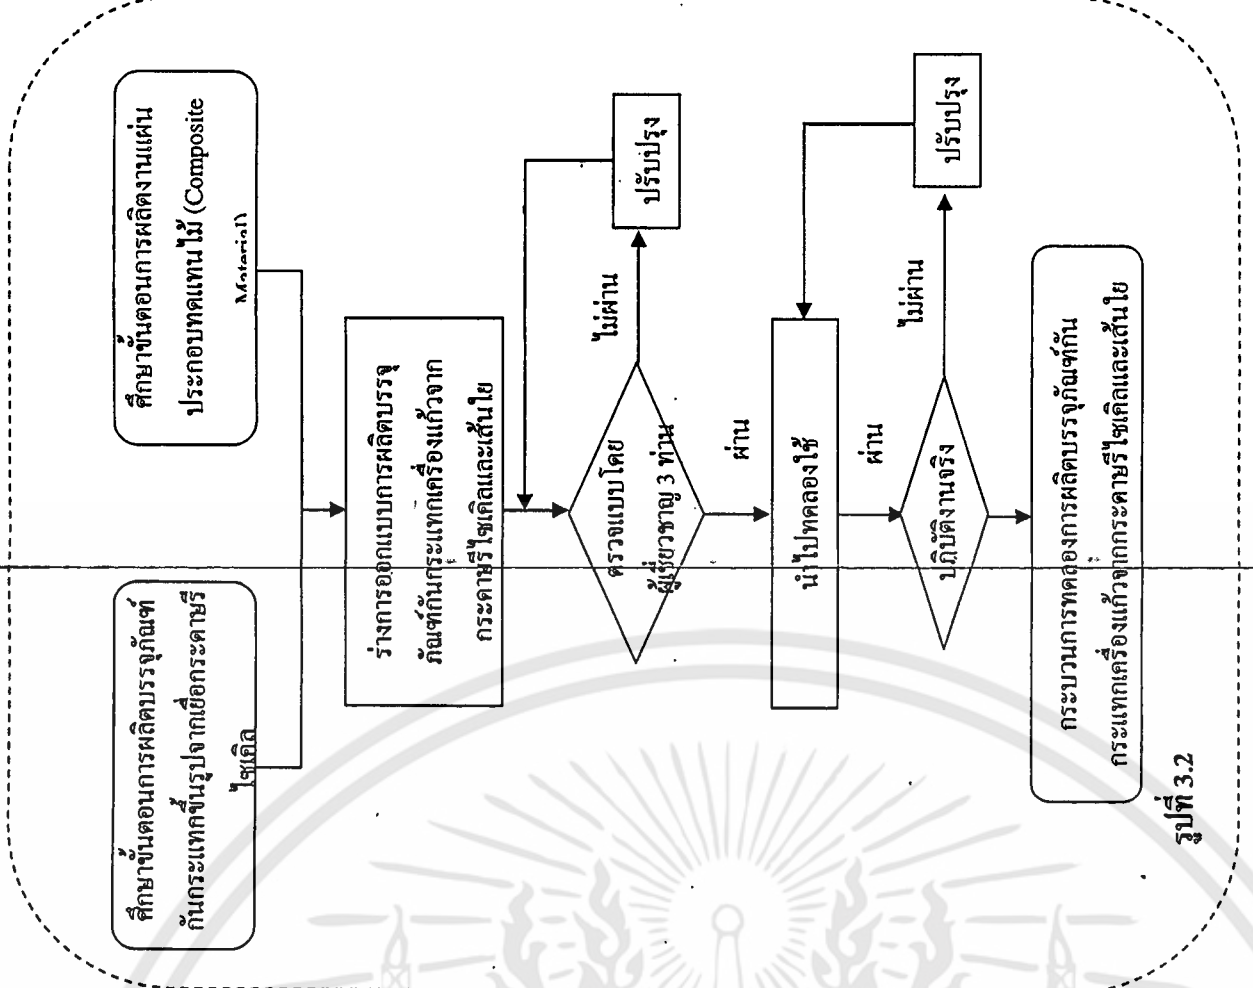 ศึกษาขั้นตอนการผลิตบรรจุภัณฑ์
กันกระแทกขึ้นรูปจากเยื่อกระดาษรี
ไซเคิล
ศึกษาขั้นตอนการผลิตงานแผ่น
ประกอบทดแทนไม้ (Composite
Material)
ร่างการออกแบบการผลิตบรรจุ
ภัณฑ์กันกระแทกเครื่องแก้วจาก
กระดาษรีไซเคิลและเส้นใย
ตรวจแบบโดย
ผู้เชี่ยวชาญ 3 ท่าน
ไม่ผ่าน
ปรับปรุง
ผ่าน
นำไปทดลองใช้
ผ่าน
ปฏิบัติงานจริง
ไม่ผ่าน
ปรับปรุง
กระบวนการทดลองการผลิตบรรจุภัณฑ์กัน
กระแทกเครื่องแก้วจากกระดาษรีไซเคิลและเส้นใย
รูปที่ 3.2